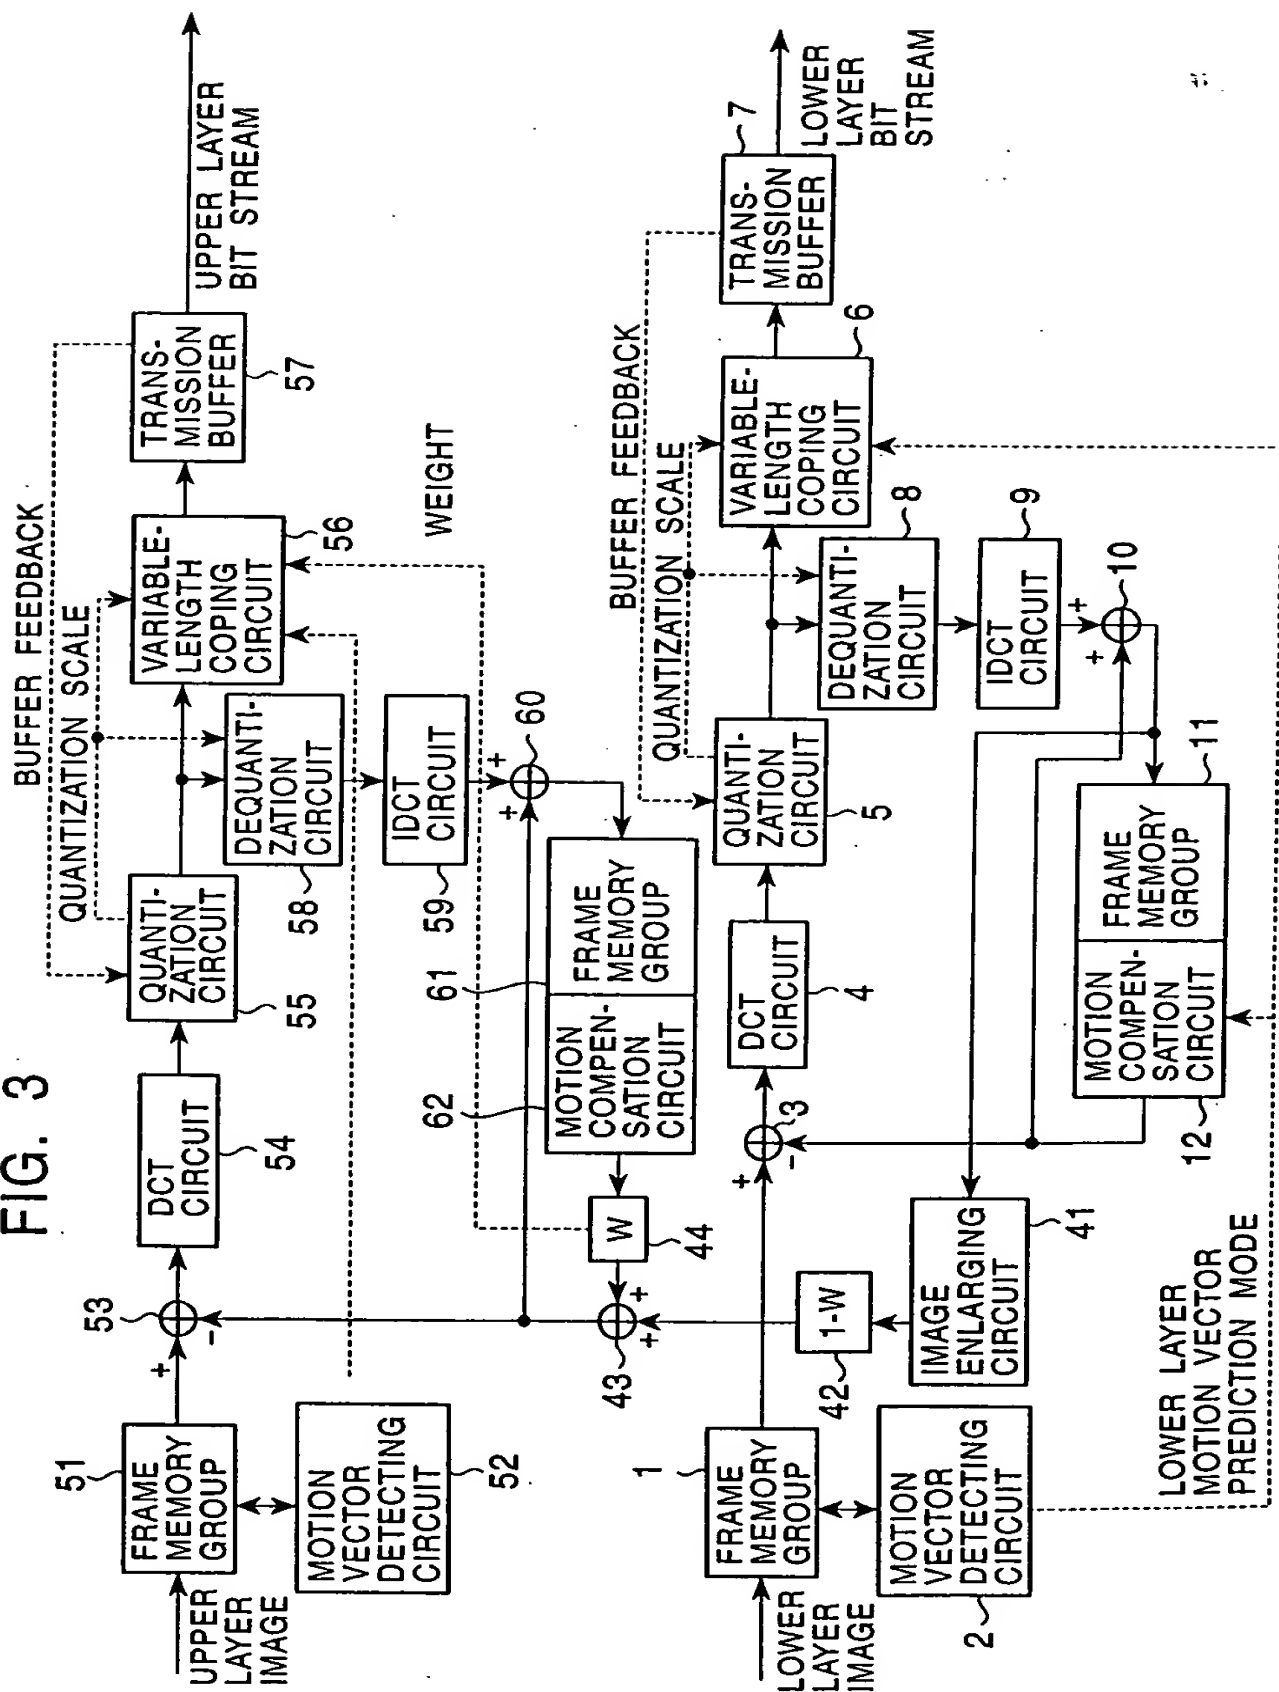 FIG. 3
UPPER
LAYER
IMAGE
51
FRAME
MEMORY
GROUP
MOTION
VECTOR
DETECTING
CIRCUIT
52
+
-
53
DCT
CIRCUIT
54
BUFFER FEEDBACK
QUANTIZATION SCALE
QUANTI-
ZATION
CIRCUIT
55
VARIABLE-
LENGTH
COPING
CIRCUIT
56
TRANS-
MISSION
BUFFER
57
UPPER LAYER
BIT STREAM
DEQUANTI-
ZATION
CIRCUIT
58
IDCT
CIRCUIT
59
+
+
60
WEIGHT
61
FRAME
MEMORY
GROUP
62
MOTION
COMPEN-
SATION
CIRCUIT
W
44
+
+
43
1-W
42
IMAGE
ENLARGING
CIRCUIT
41
LOWER
LAYER
IMAGE
1
FRAME
MEMORY
GROUP
MOTION
VECTOR
DETECTING
CIRCUIT
2
+
-
3
DCT
CIRCUIT
4
BUFFER FEEDBACK
QUANTIZATION SCALE
QUANTI-
ZATION
CIRCUIT
5
VARIABLE-
LENGTH
COPING
CIRCUIT
6
TRANS-
MISSION
BUFFER
7
LOWER
LAYER
BIT
STREAM
DEQUANTI-
ZATION
CIRCUIT
8
IDCT
CIRCUIT
9
+
+
10
FRAME
MEMORY
GROUP
11
MOTION
COMPEN-
SATION
CIRCUIT
12
LOWER LAYER
MOTION VECTOR
PREDICTION MODE